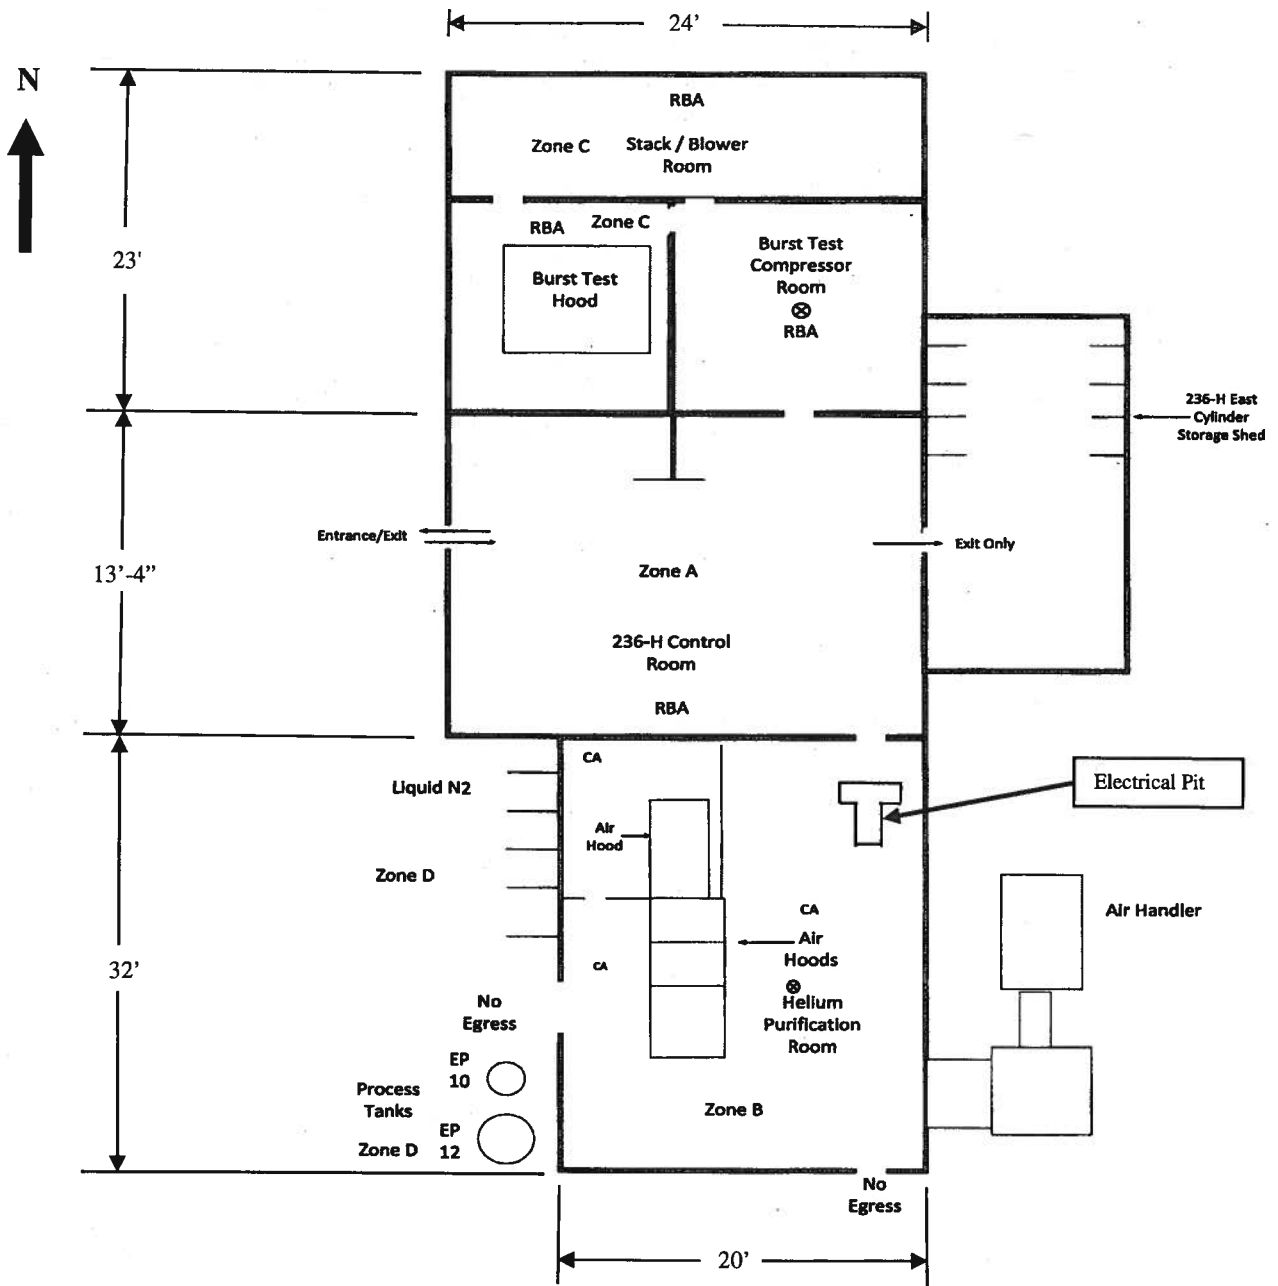 24'
N
RBA
Zone C
Stack / Blower
Room
RBA
Zone C
Burst Test
Hood
Burst Test
Compressor
Room
RBA
23'
236-H East
Cylinder
Storage Shed
Entrance/Exit
Exit Only
Zone A
13'-4"
236-H Control
Room
RBA
CA
Liquid N2
Electrical Pit
Air
Hood
Zone D
CA
Air Handler
Air
Hoods
CA
32'
No
Egress
Helium
Purification
Room
EP
10
Process
Tanks
Zone B
EP
12
Zone D
No
Egress
20'